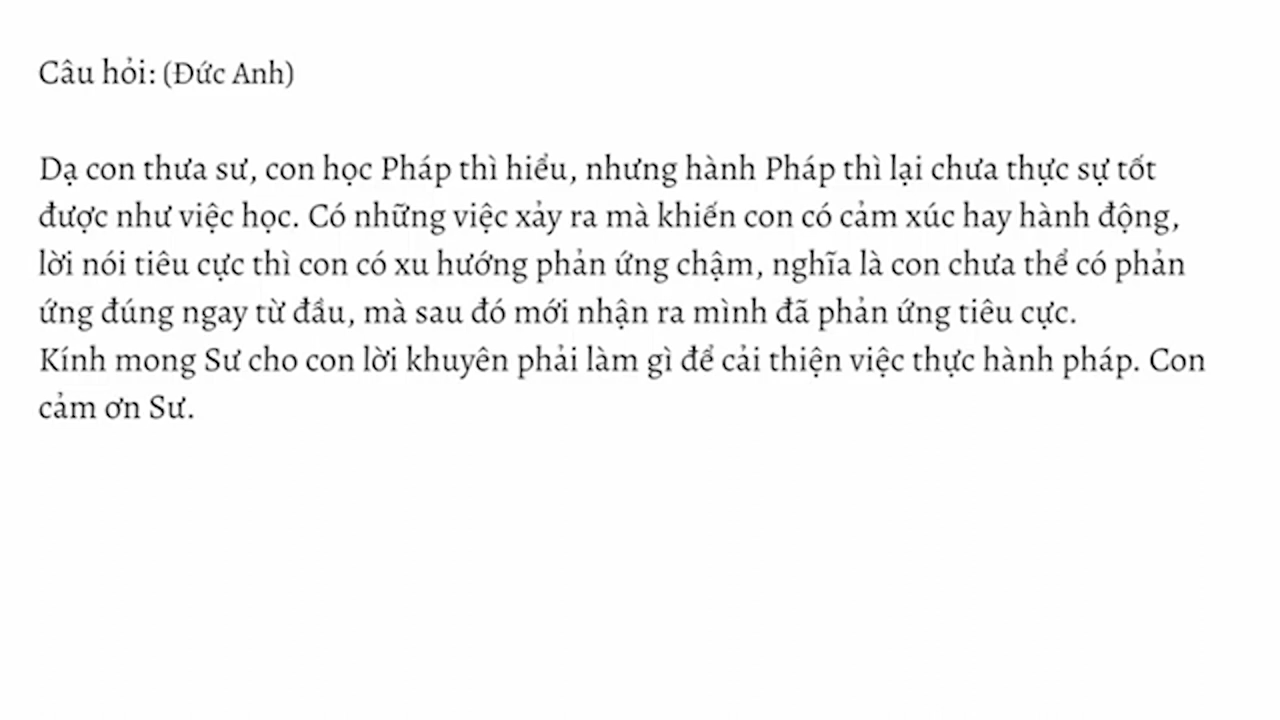 Câu hỏi: (Đức Anh)
Dạ con thưa sư, con học Pháp thì hiểu, nhưng hành Pháp thì lại chưa thực sự tốt
được như việc học. Có những việc xảy ra mà khiến con có cảm xúc hay hành động,
lời nói tiêu cực thì con có xu hướng phản ứng chậm, nghĩa là con chưa thể có phản
ứng đúng ngay từ đầu, mà sau đó mới nhận ra mình đã phản ứng tiêu cực.
Kính mong Sư cho con lời khuyên phải làm gì để cải thiện việc thực hành pháp. Con
cảm ơn Sư.